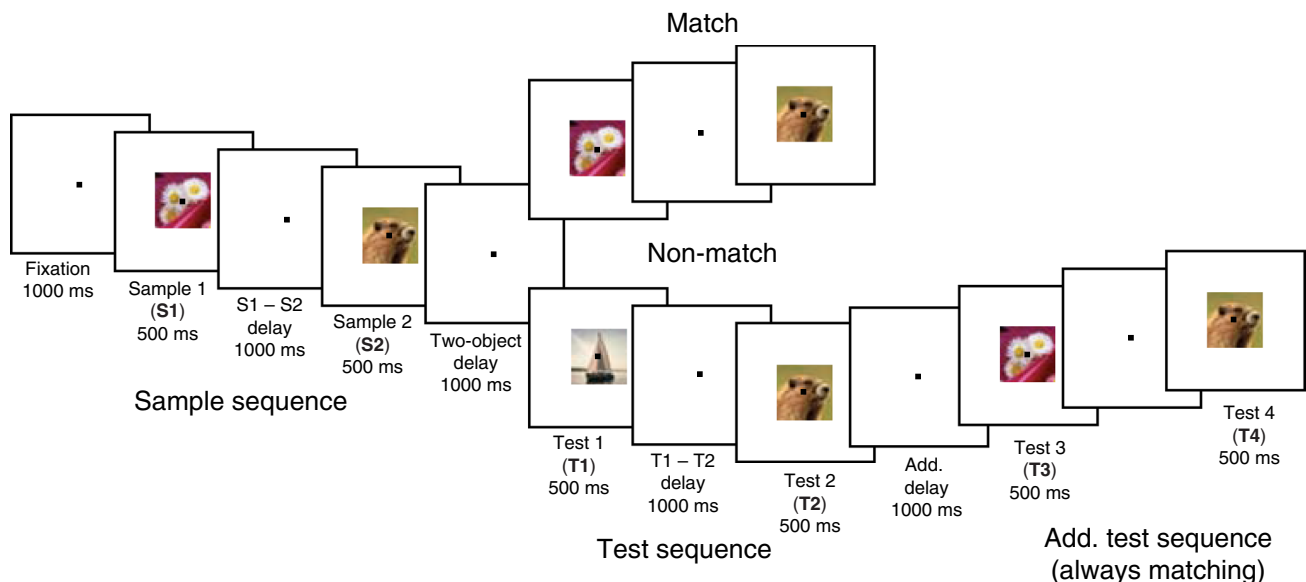 Match
Fixation
1000 ms
Sample 1
(S1)
500 ms
S1 – S2
delay
1000 ms
Sample 2
(S2)
500 ms
Two-object
delay
1000 ms
Sample sequence
Non-match
Test 1
(T1)
500 ms
T1 – T2
delay
1000 ms
Test 2
(T2)
500 ms
Add.
delay
1000 ms
Test 3
(T3)
500 ms
Test 4
(T4)
500 ms
Test sequence
Add. test sequence
(always matching)